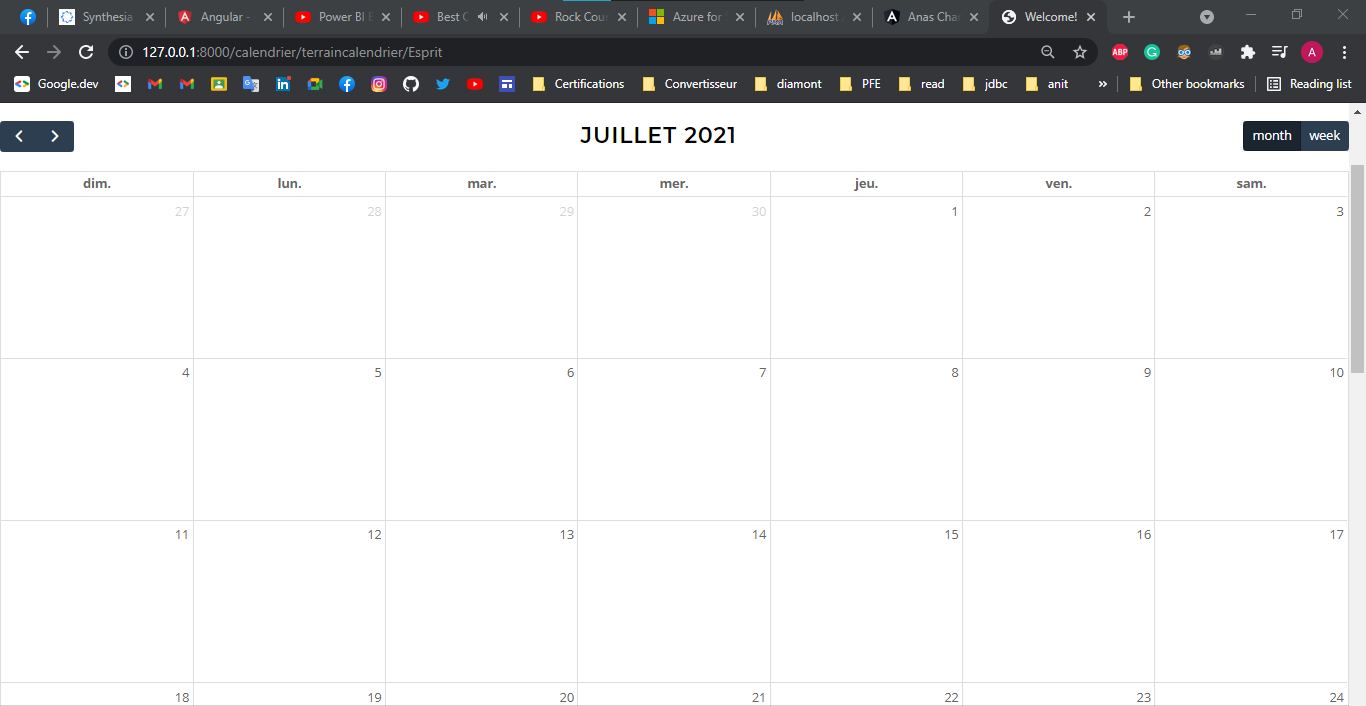 Synthesia
Angular -
Power BI E
Best C
Rock Cou
Azure for
localhost
Anas Cha
Welcome!
127.0.0.1:8000/calendrier/terraincalendrier/Esprit
ABP
A
Google.dev
Certifications
Convertisseur
diamont
PFE
read
jdbc
anit
»
Other bookmarks
Reading list
JUILLET 2021
month week
dim. lun. mar. mer. jeu. ven. sam.
27 28 29 30 1 2 3
4 5 6 7 8 9 10
11 12 13 14 15 16 17
18 19 20 21 22 23 24